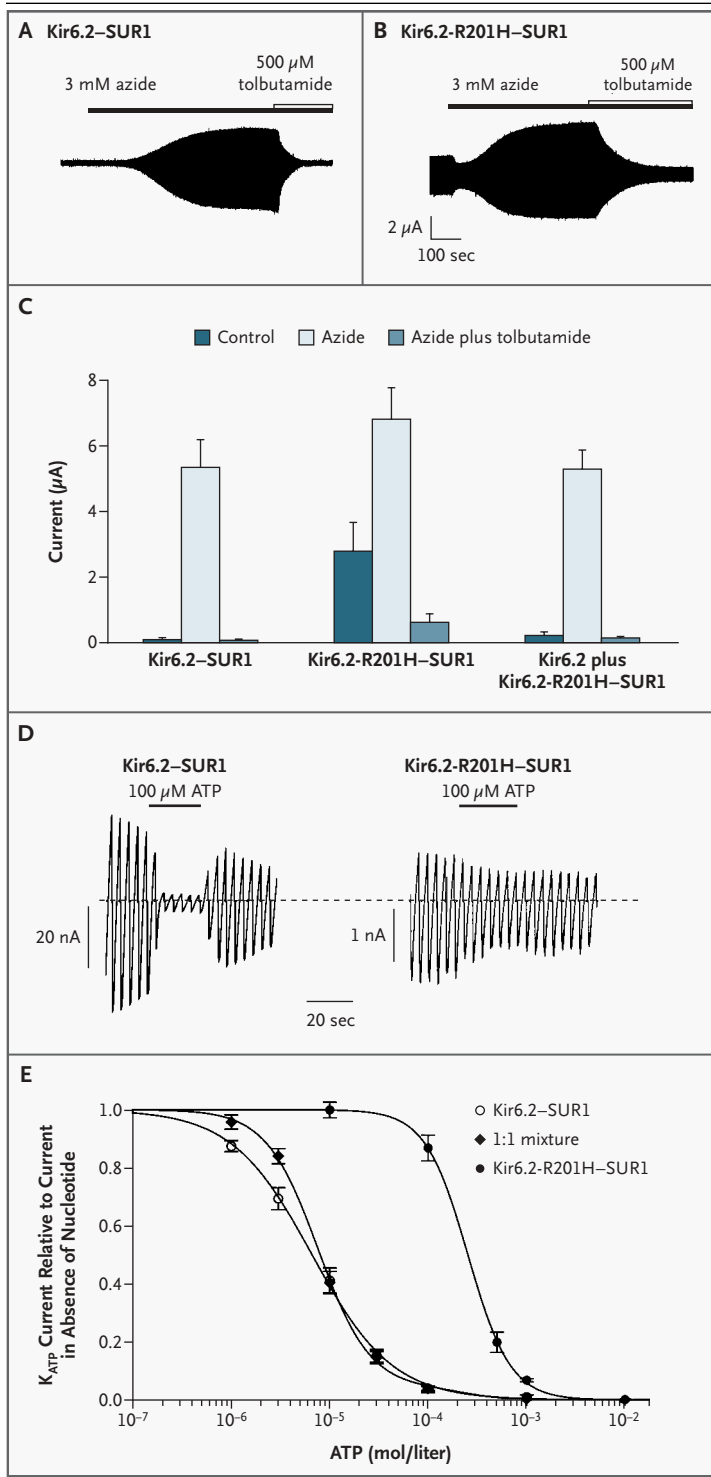 A Kir6.2–SUR1
3 mM azide
500 µM
tolbutamide
B Kir6.2-R201H–SUR1
3 mM azide
500 µM
tolbutamide
2 µA
100 sec
C
Control
Azide
Azide plus tolbutamide
Current (µA)
8
6
4
2
0
Kir6.2–SUR1
Kir6.2-R201H–SUR1
Kir6.2 plus
Kir6.2-R201H–SUR1
D
Kir6.2–SUR1
100 µM ATP
20 nA
Kir6.2-R201H–SUR1
100 µM ATP
1 nA
20 sec
E
K_ATP Current Relative to Current
in Absence of Nucleotide
1.0
0.8
0.6
0.4
0.2
0.0
Kir6.2–SUR1
1:1 mixture
Kir6.2-R201H–SUR1
10⁻⁷
10⁻⁶
10⁻⁵
10⁻⁴
10⁻³
10⁻²
ATP (mol/liter)